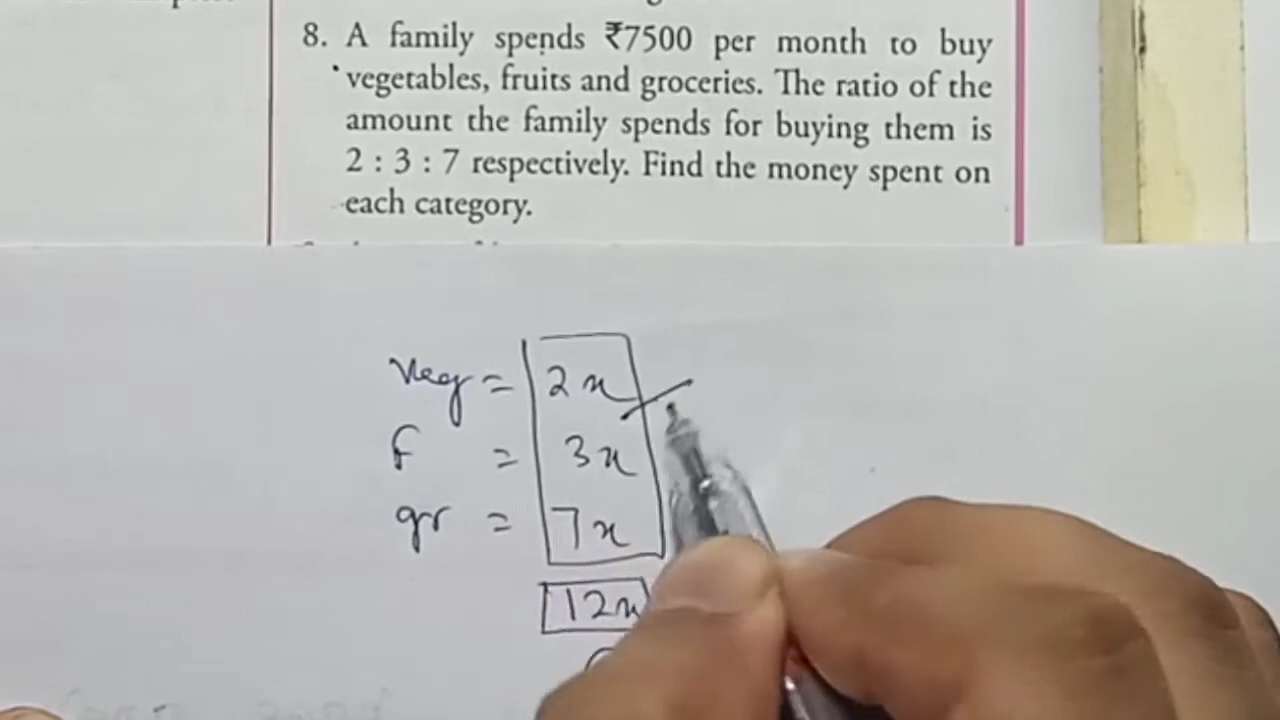 8. A family spends ₹7500 per month to buy
vegetables, fruits and groceries. The ratio of the
amount the family spends for buying them is
2 : 3 : 7 respectively. Find the money spent on
each category.
Veg = 2x
F = 3x
gr = 7x
12x